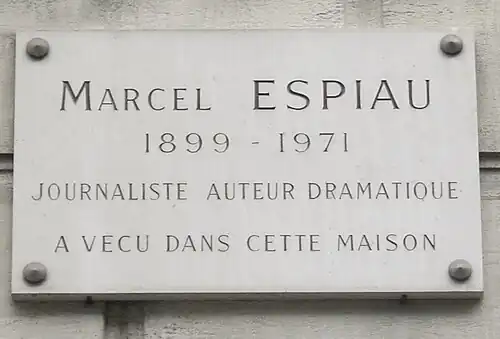 MARCEL ESPIAU
1899 - 1971
JOURNALISTE AUTEUR DRAMATIQUE
A VECU DANS CETTE MAISON